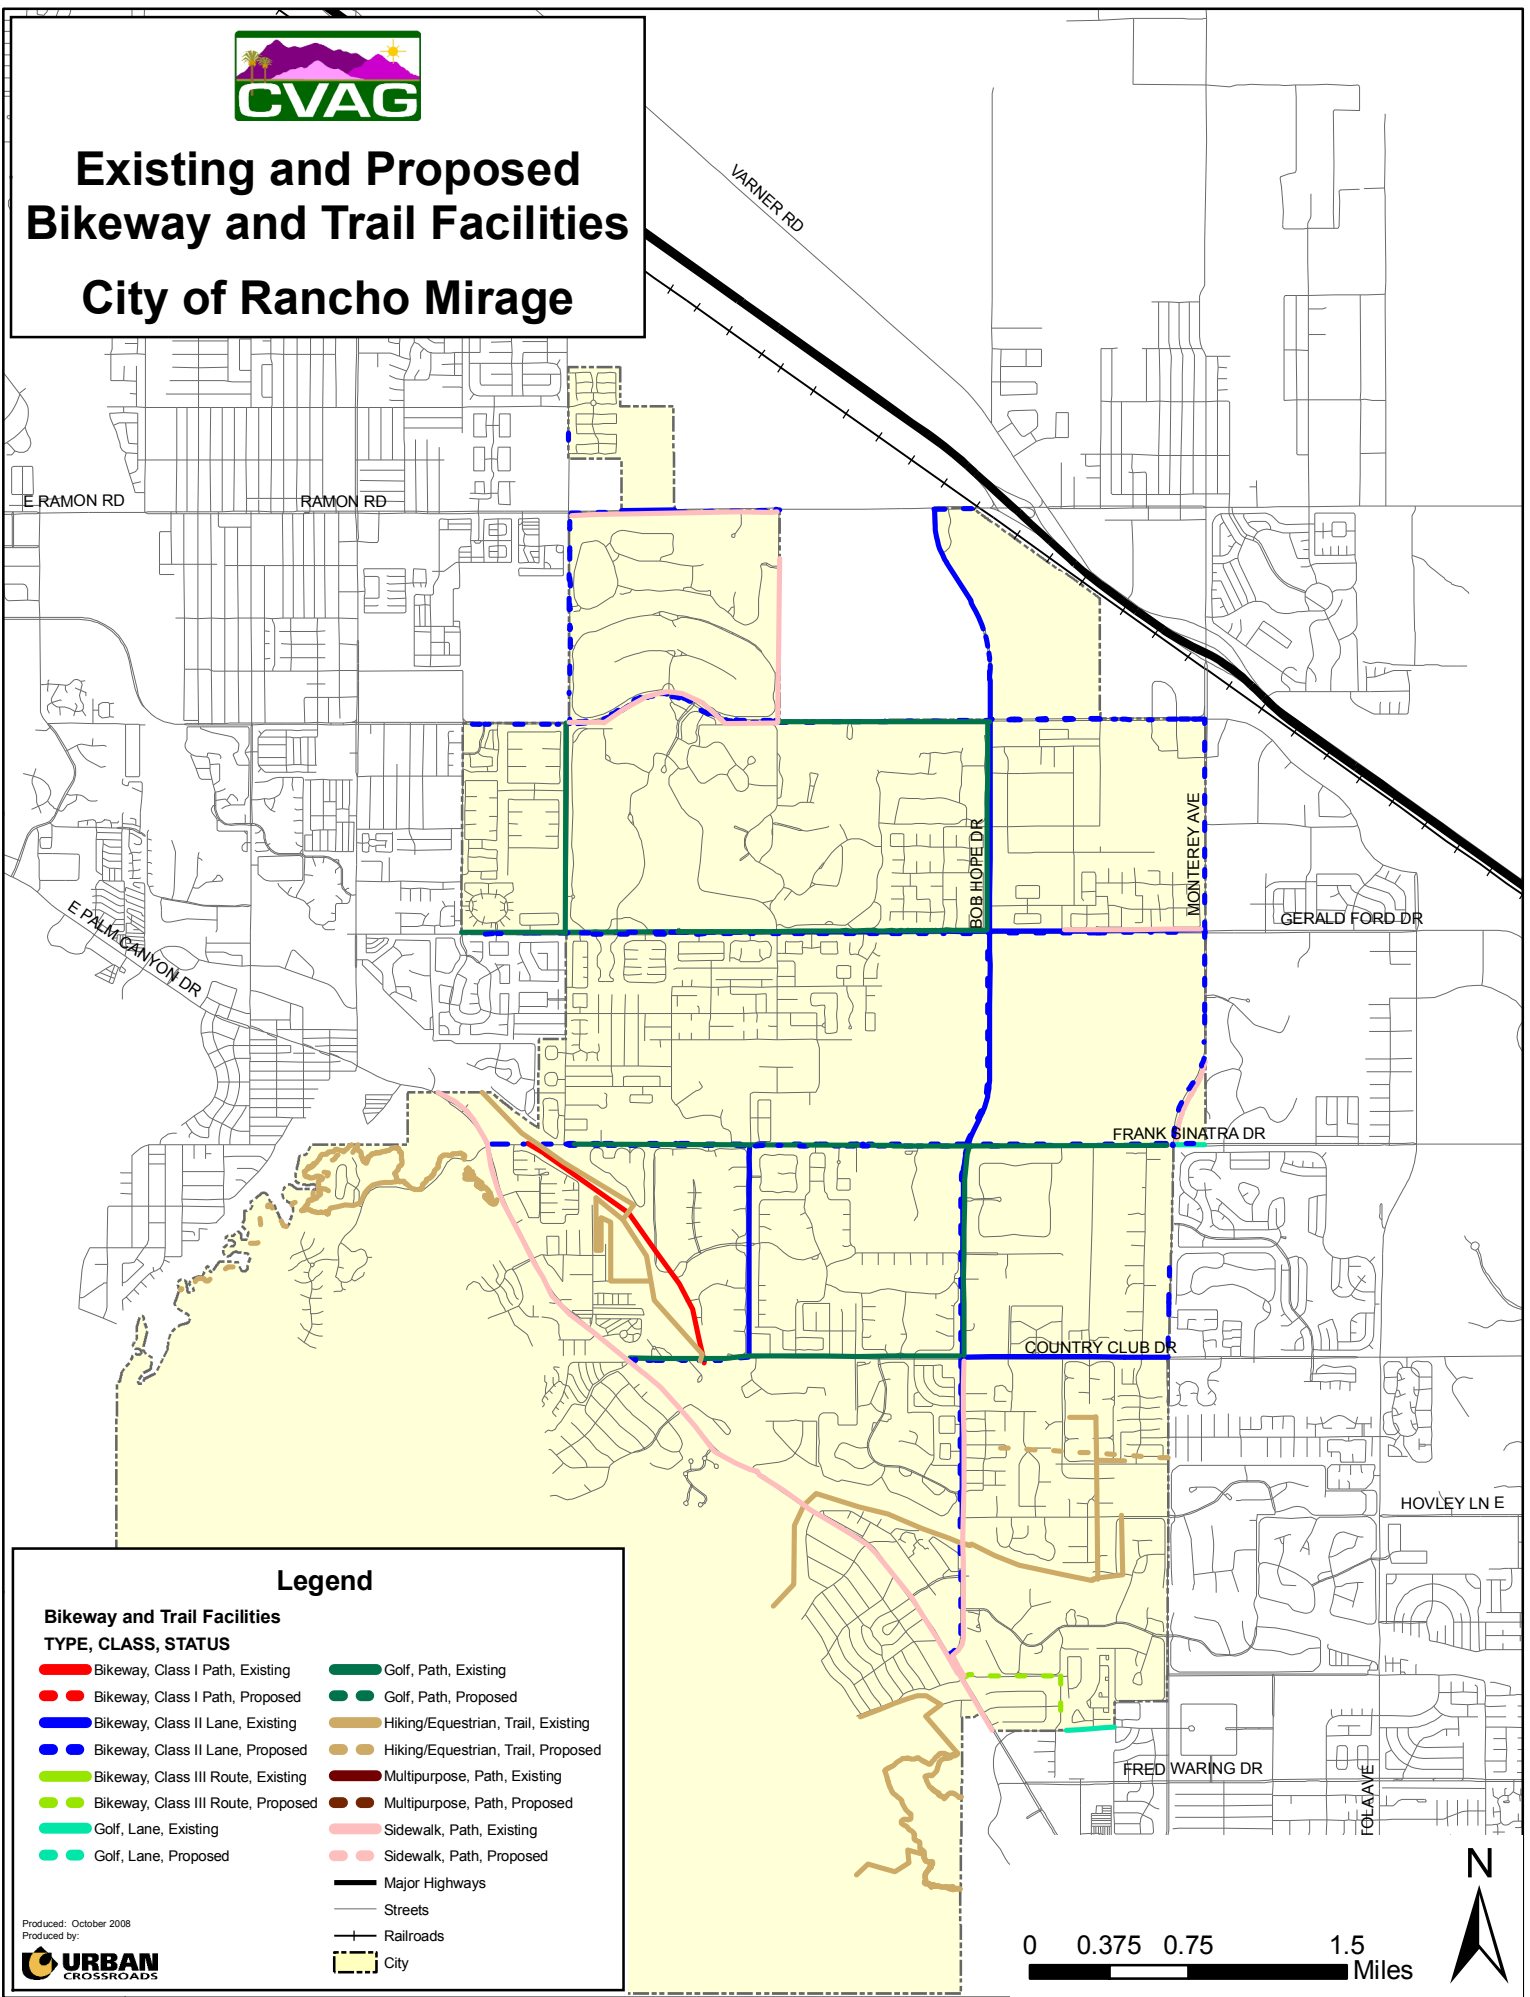 CVAG
Existing and Proposed
Bikeway and Trail Facilities
City of Rancho Mirage
VARNER RD
E RAMON RD
RAMON RD
MONTEREY AVE
BOB HOPE DR
E PALM CANYON DR
GERALD FORD DR
FRANK SINATRA DR
COUNTRY CLUB DR
HOVLEY LN E
FRED WARING DR
TOLA AVE
Legend
Bikeway and Trail Facilities
TYPE, CLASS, STATUS
Bikeway, Class I Path, Existing
Bikeway, Class I Path, Proposed
Bikeway, Class II Lane, Existing
Bikeway, Class II Lane, Proposed
Bikeway, Class III Route, Existing
Bikeway, Class III Route, Proposed
Golf, Lane, Existing
Golf, Lane, Proposed
Golf, Path, Existing
Golf, Path, Proposed
Hiking/Equestrian, Trail, Existing
Hiking/Equestrian, Trail, Proposed
Multipurpose, Path, Existing
Multipurpose, Path, Proposed
Sidewalk, Path, Existing
Sidewalk, Path, Proposed
Major Highways
Streets
Railroads
City
Produced: October 2008
Produced by:
URBAN
CROSSROADS
N
0 0.375 0.75 1.5
Miles